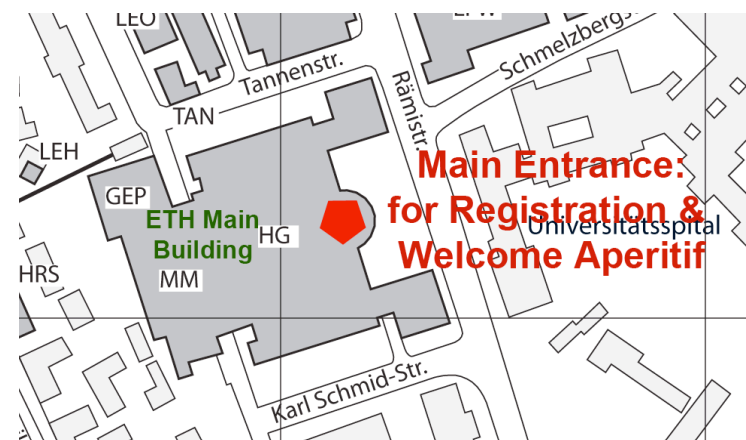 LEO
Tannenstr.
Schmelzbergstr
TAN
Rämistr.
LEH
Main Entrance:
for Registration &
Welcome Aperitif
Universitätsspital
GEP
ETH Main
Building
HG
HRS
MM
Karl Schmid-Str.